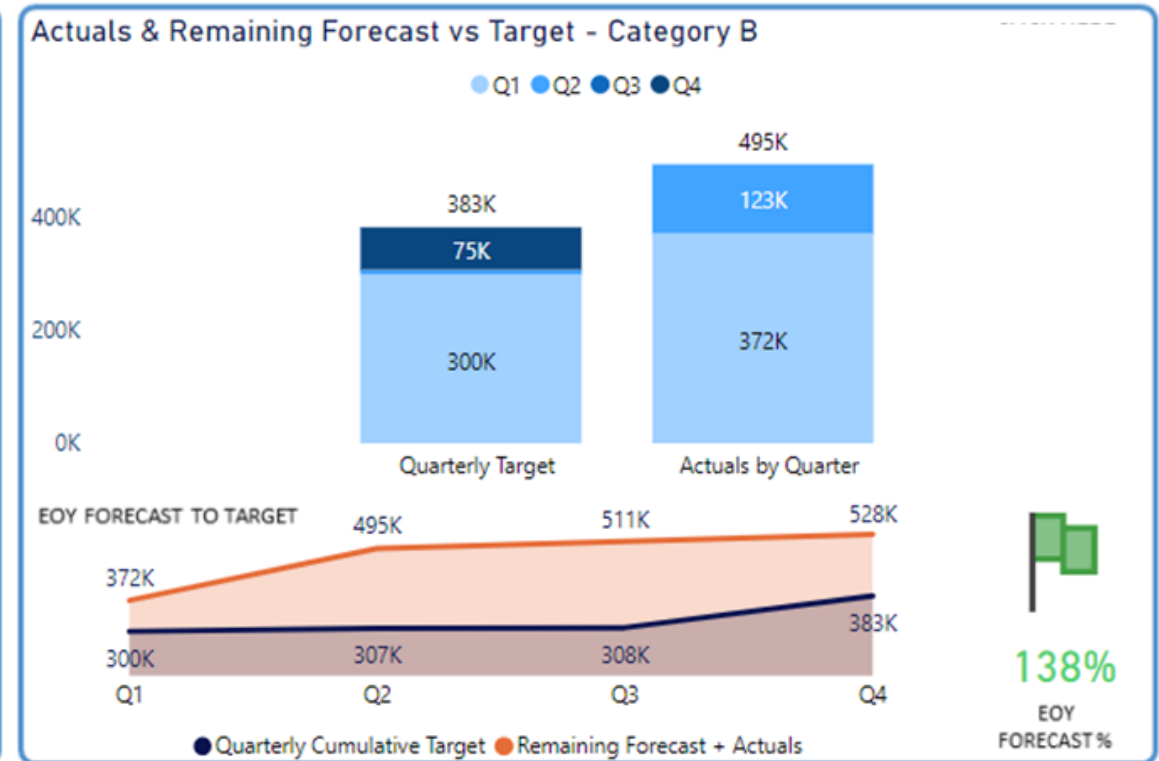 Actuals & Remaining Forecast vs Target - Category B
Q1 Q2 Q3 Q4
495K
383K
123K
400K
75K
200K
372K
300K
0K
Quarterly Target Actuals by Quarter
EOY FORECAST TO TARGET
495K
511K
528K
372K
300K
307K
308K
383K
Q1 Q2 Q3 Q4
138%
EOY
FORECAST %
Quarterly Cumulative Target Remaining Forecast + Actuals